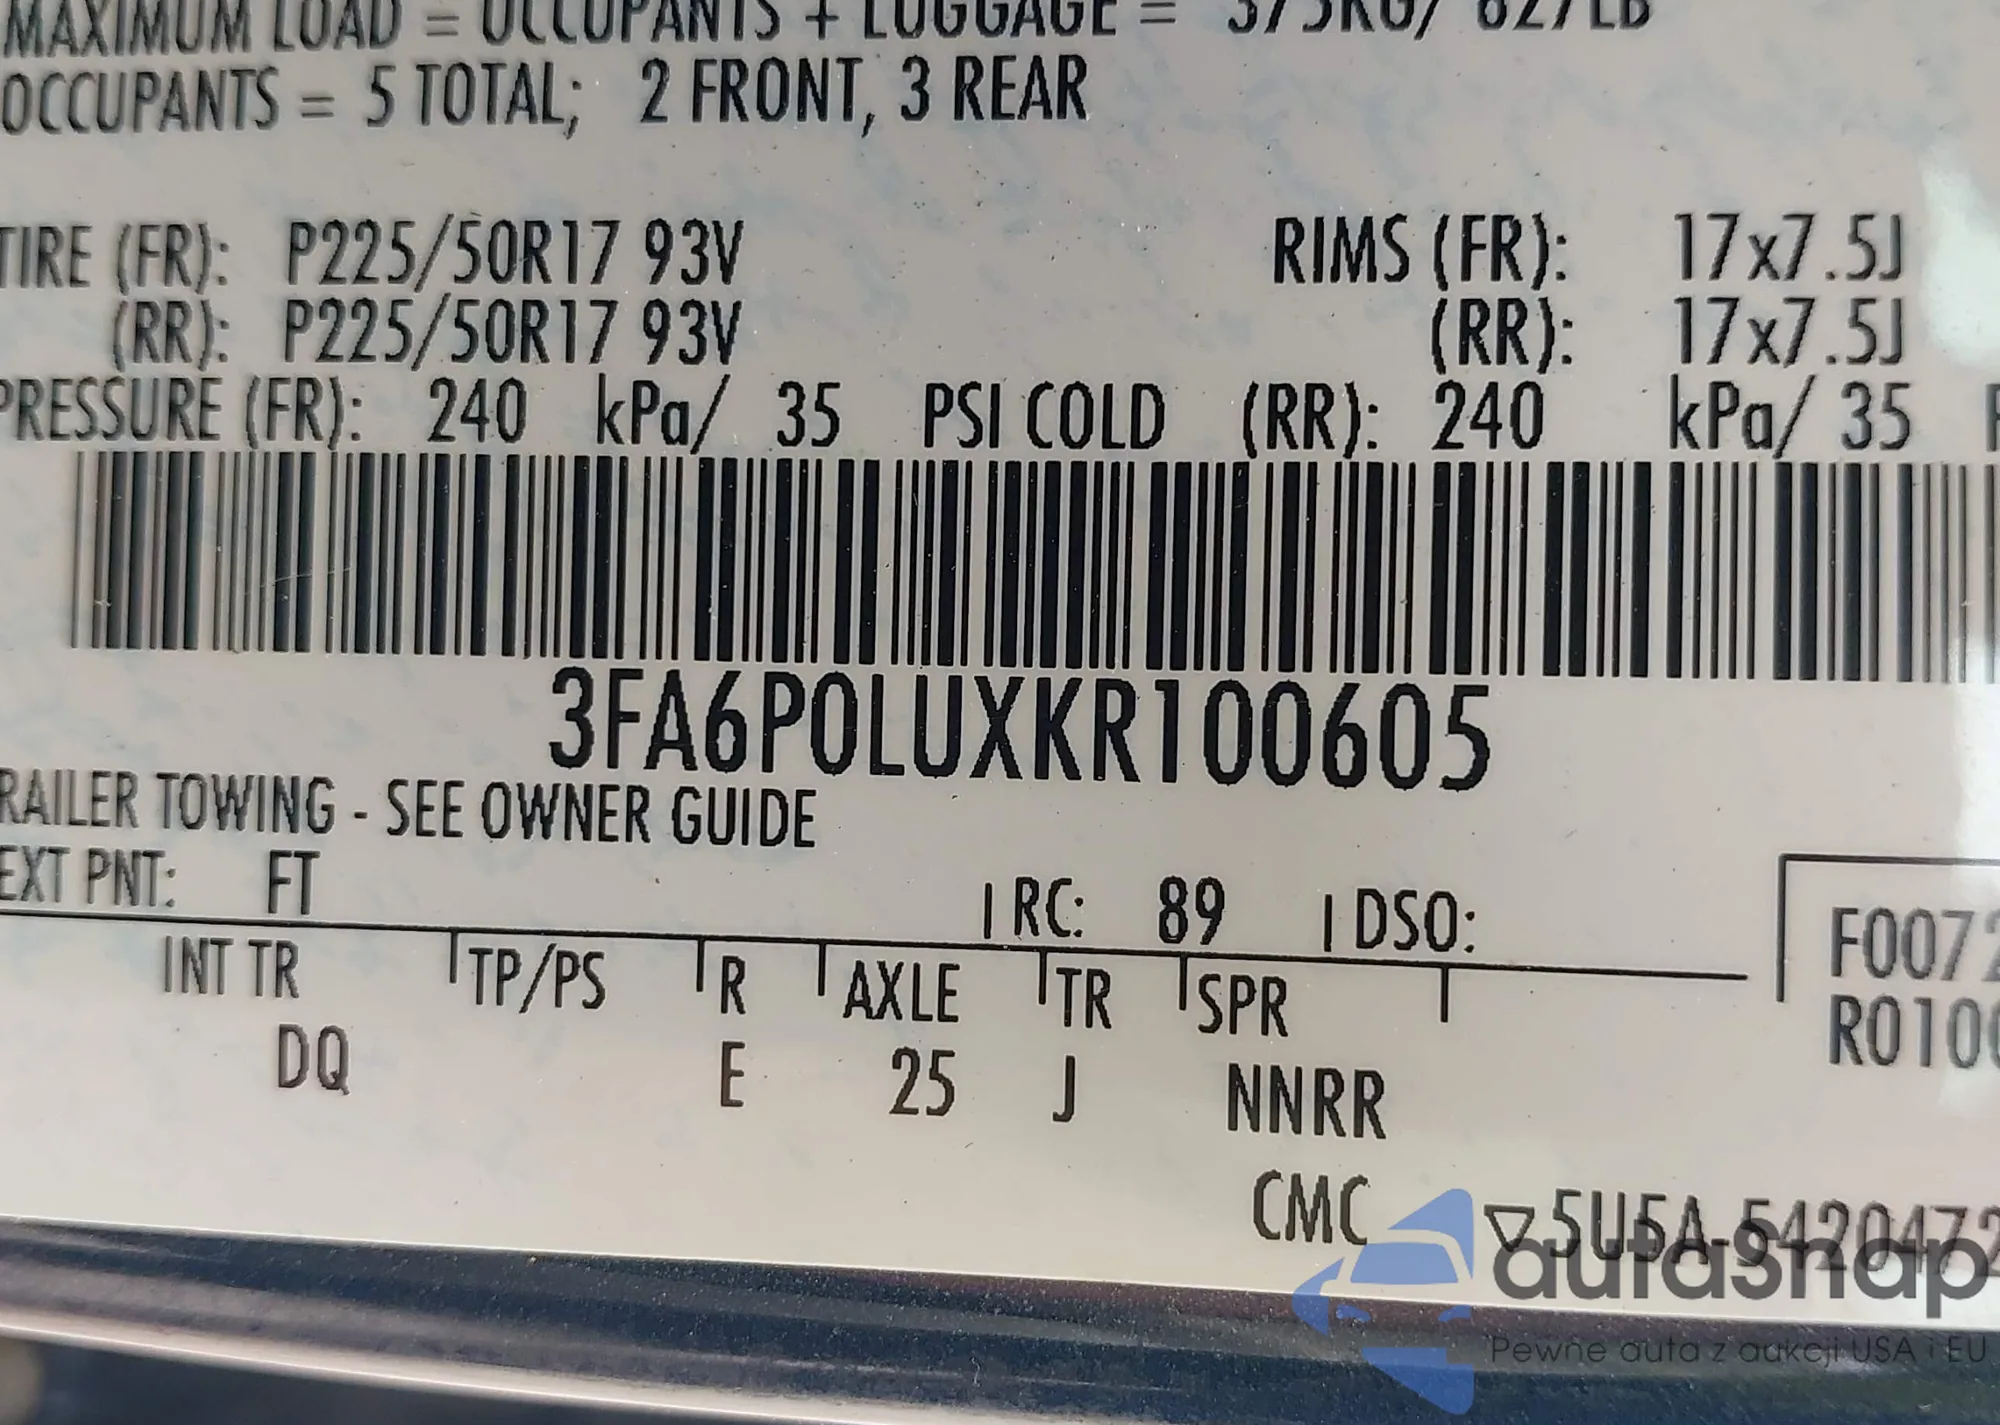 MAXIMUM LOAD = OCCUPANTS + LUGGAGE = 375KG/ 827LB
OCCUPANTS = 5 TOTAL; 2 FRONT, 3 REAR
TIRE (FR): P225/50R17 93V RIMS (FR): 17x7.5J
(RR): P225/50R17 93V (RR): 17x7.5J
PRESSURE (FR): 240 kPa/ 35 PSI COLD (RR): 240 kPa/ 35 P
3FA6P0LUXKR100605
RAILER TOWING - SEE OWNER GUIDE
EXT PNT: FT RC: 89 DSO:
F0072
R0100
INT TR TP/PS R AXLE TR SPR
DQ E 25 J NNRR
CMC ▽5U5A-5420472
autasnap
Pewne auta z aukcji USA i EU